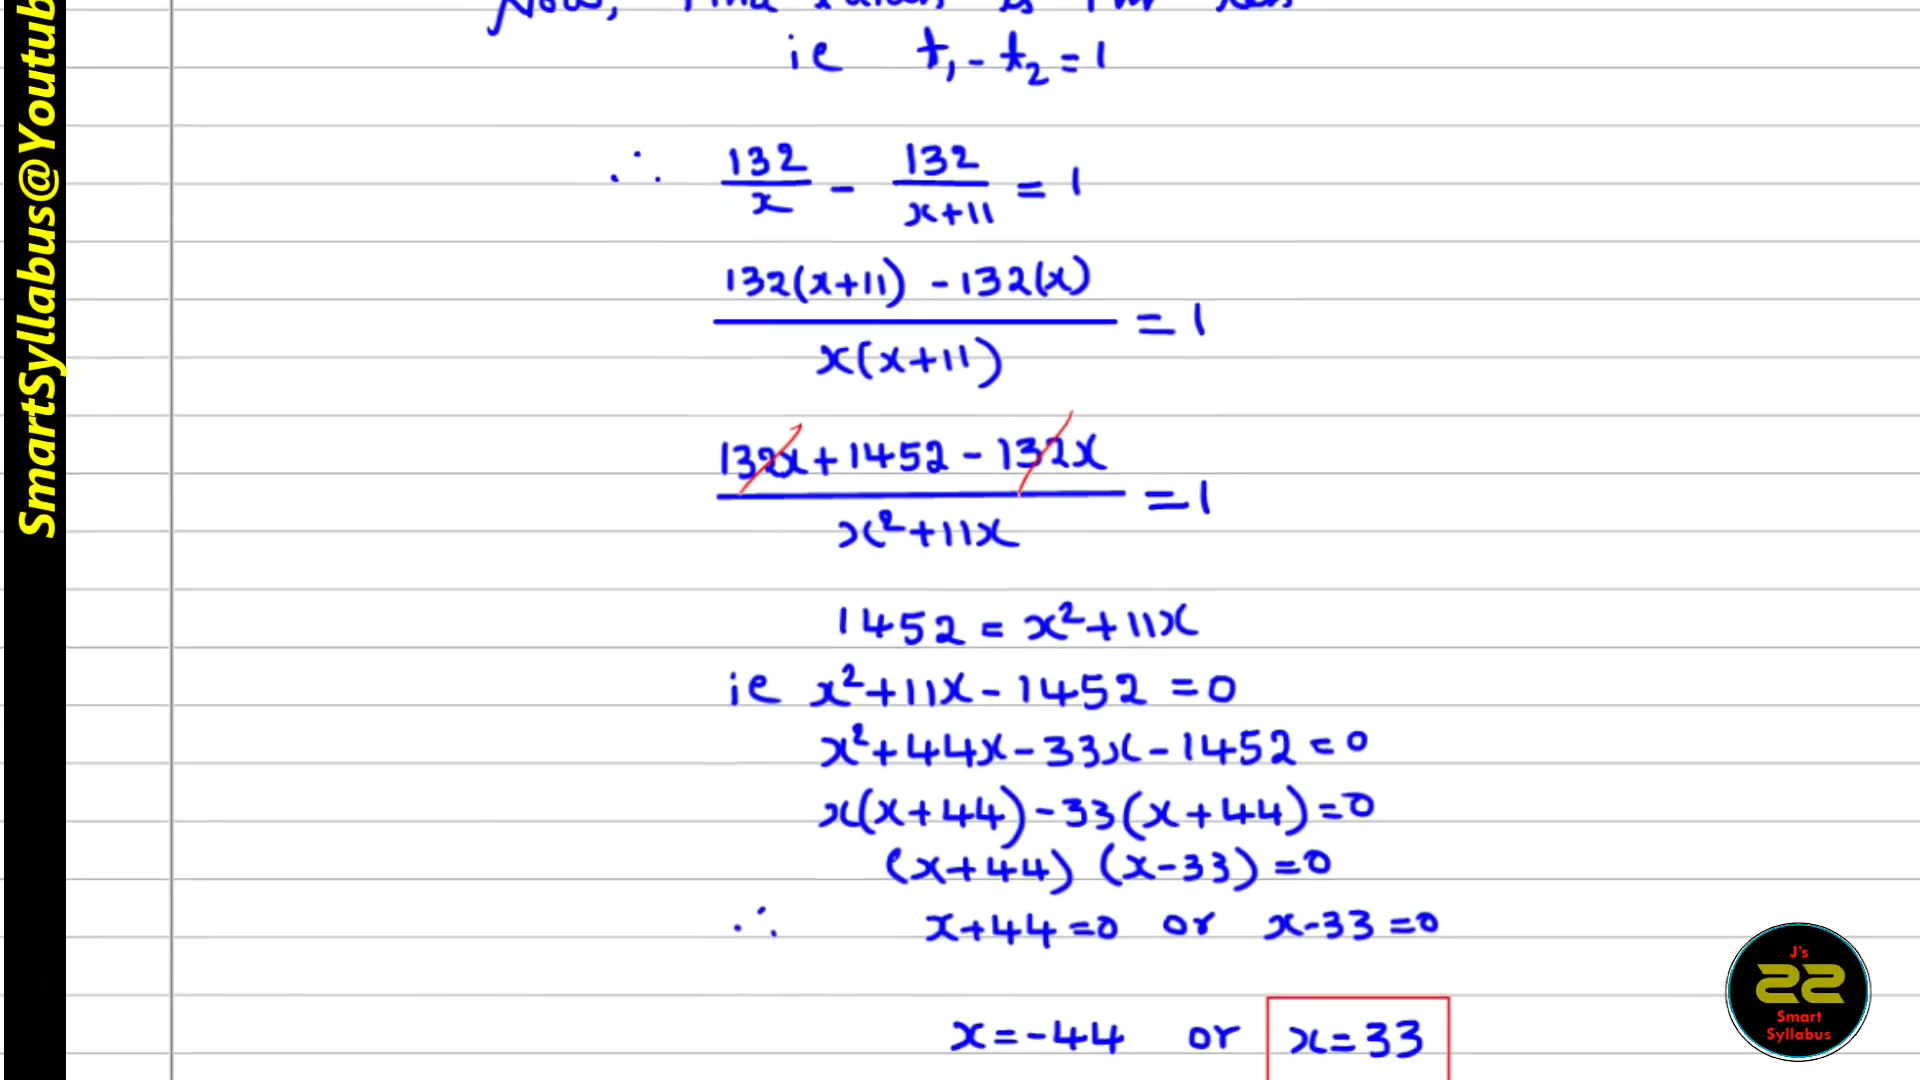 SmartSyllabus@Youtub
ie t₁ - t₂ = 1
∴ 132/x - 132/x+11 = 1
132(x+11) - 132(x)
x(x+11)
= 1
132x + 1452 - 132x
x² + 11x
= 1
1452 = x² + 11x
ie x² + 11x - 1452 = 0
x² + 44x - 33x - 1452 = 0
x(x+44) - 33(x+44) = 0
(x+44) (x-33) = 0
∴ x+44 = 0 or x-33 = 0
x = -44 or x = 33
J's
22
Smart
Syllabus